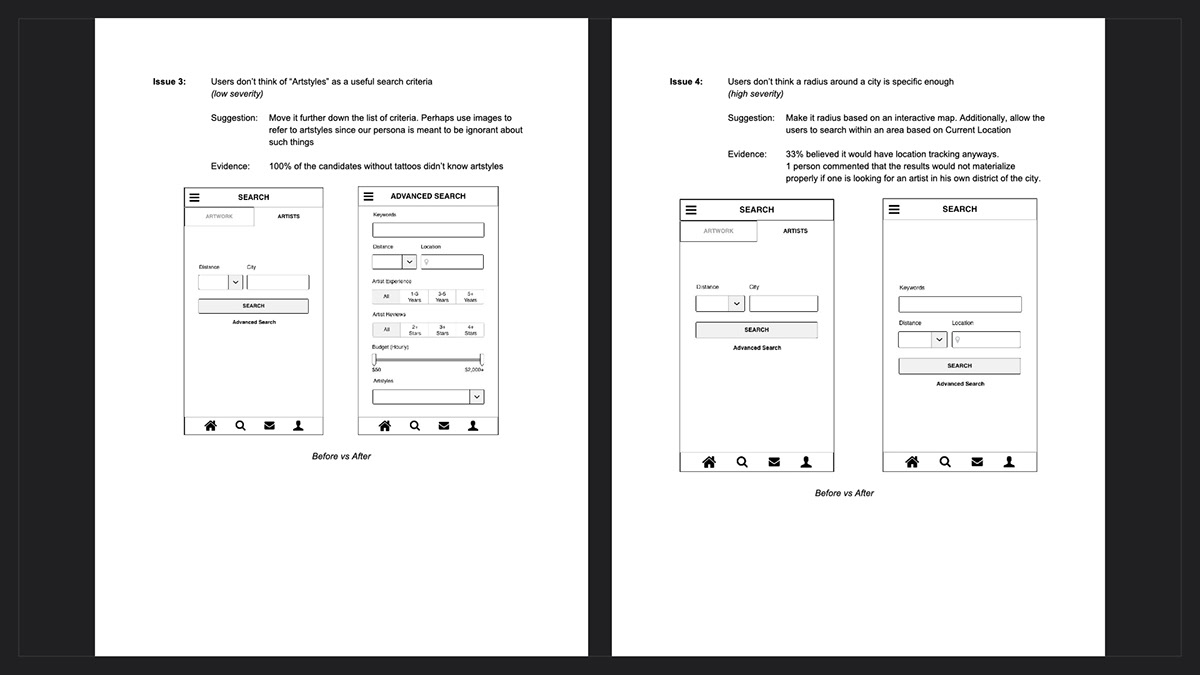 Issue 3: Users don't think of "Artstyles" as a useful search criteria
(low severity)
Suggestion: Move it further down the list of criteria. Perhaps use images to
refer to artstyles since our persona is meant to be ignorant about
such things
Evidence: 100% of the candidates without tattoos didn't know artstyles
SEARCH
ARTWORK ARTISTS
Distance City
SEARCH
Advanced Search
ADVANCED SEARCH
Keywords
Distance Location
Artist Experience
All 1-3 Years 3-5 Years 5+ Years
Artist Reviews
All 2+ Stars 3+ Stars 4+ Stars
Budget (Hourly)
$50 $2,000+
Artstyles
Before vs After
Issue 4: Users don't think a radius around a city is specific enough
(high severity)
Suggestion: Make it radius based on an interactive map. Additionally, allow the
users to search within an area based on Current Location
Evidence: 33% believed it would have location tracking anyways.
1 person commented that the results would not materialize
properly if one is looking for an artist in his own district of the city.
SEARCH
ARTWORK ARTISTS
Distance City
SEARCH
Advanced Search
SEARCH
Keywords
Distance Location
SEARCH
Advanced Search
Before vs After